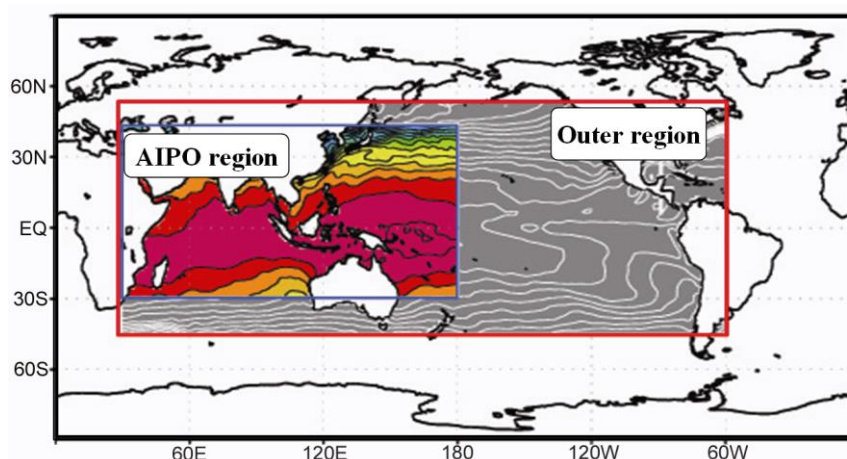 60N
Outer region
AIPO region
30N
EQ
30S
60S
60E 120E 180 120W 60W